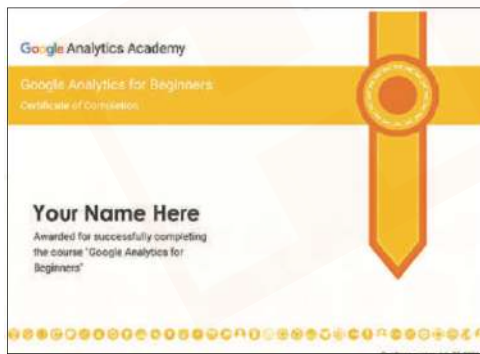 Google Analytics Academy
Google Analytics for Beginners
Certificate of Completion
Your Name Here
Awarded for successfully completing
the course "Google Analytics for
Beginners"